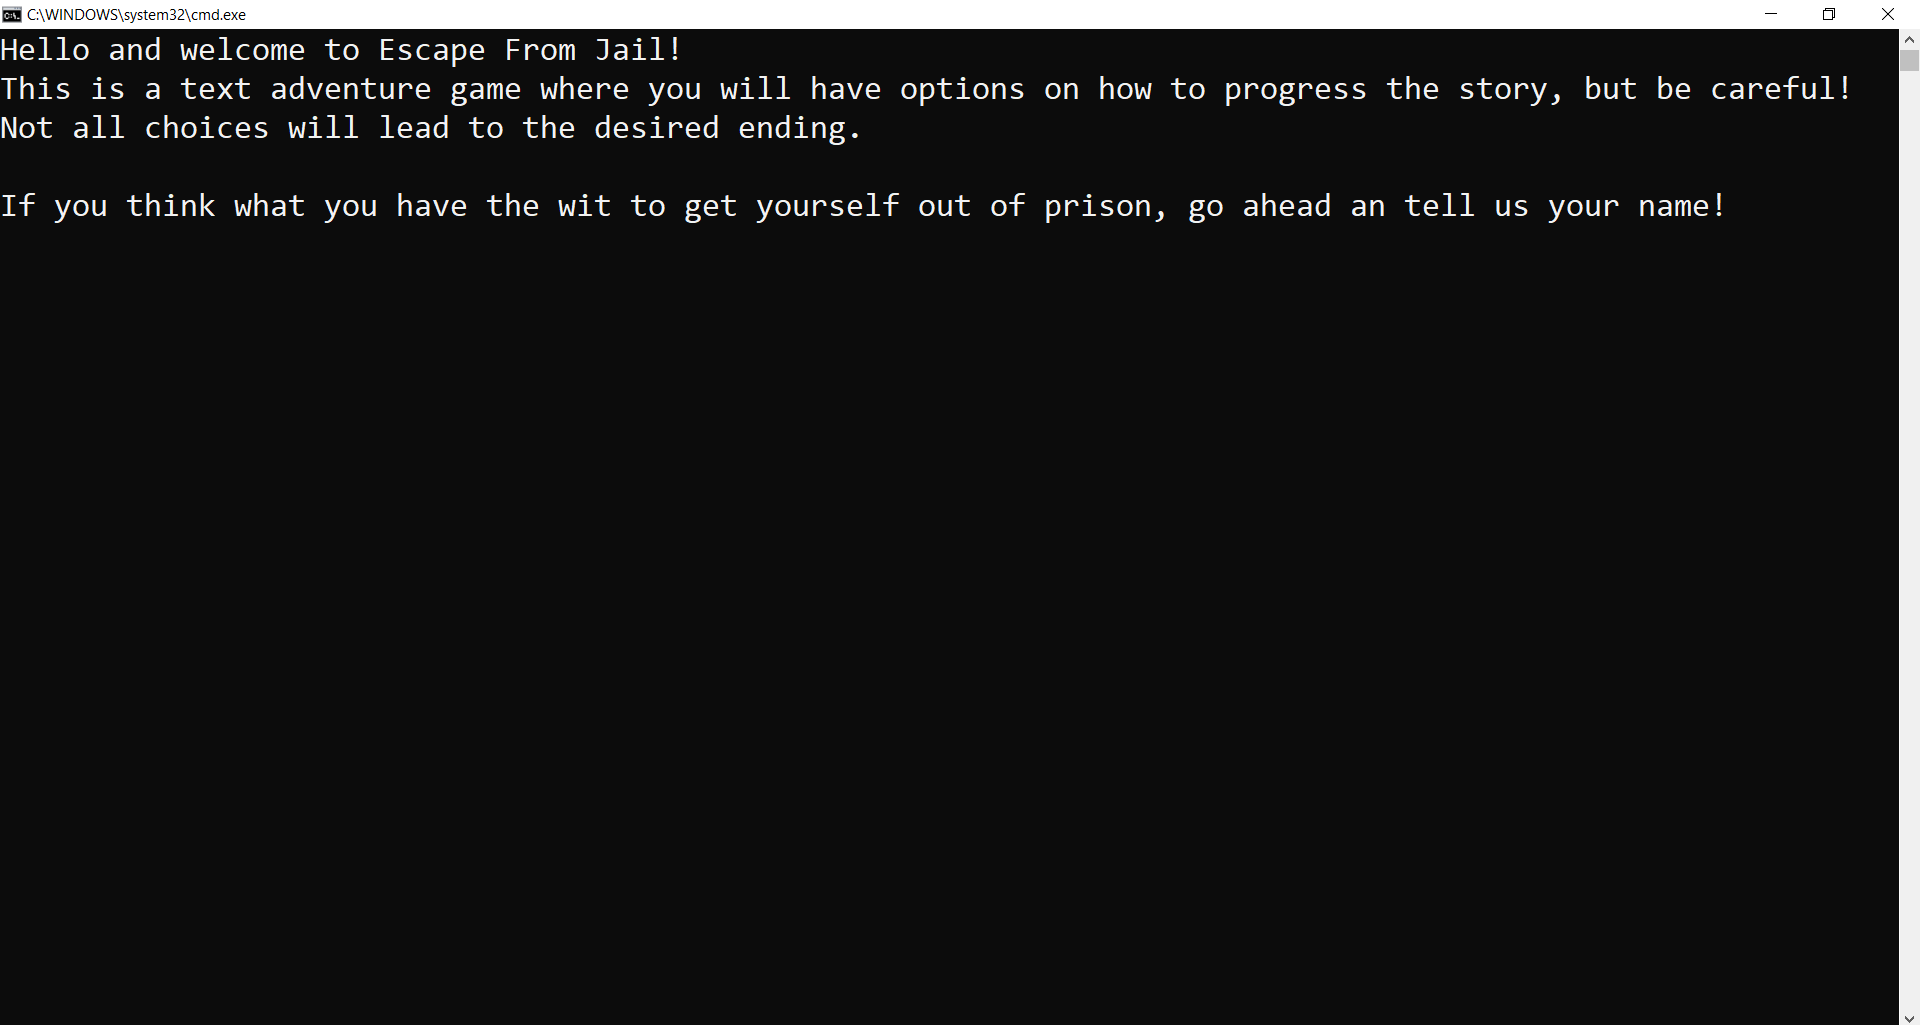 C:\WINDOWS\system32\cmd.exe
Hello and welcome to Escape From Jail!
This is a text adventure game where you will have options on how to progress the story, but be careful!
Not all choices will lead to the desired ending.
If you think what you have the wit to get yourself out of prison, go ahead an tell us your name!